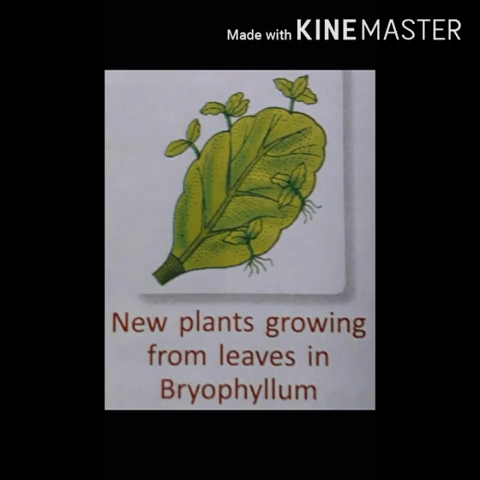 Made with KINEMASTER
New plants growing
from leaves in
Bryophyllum